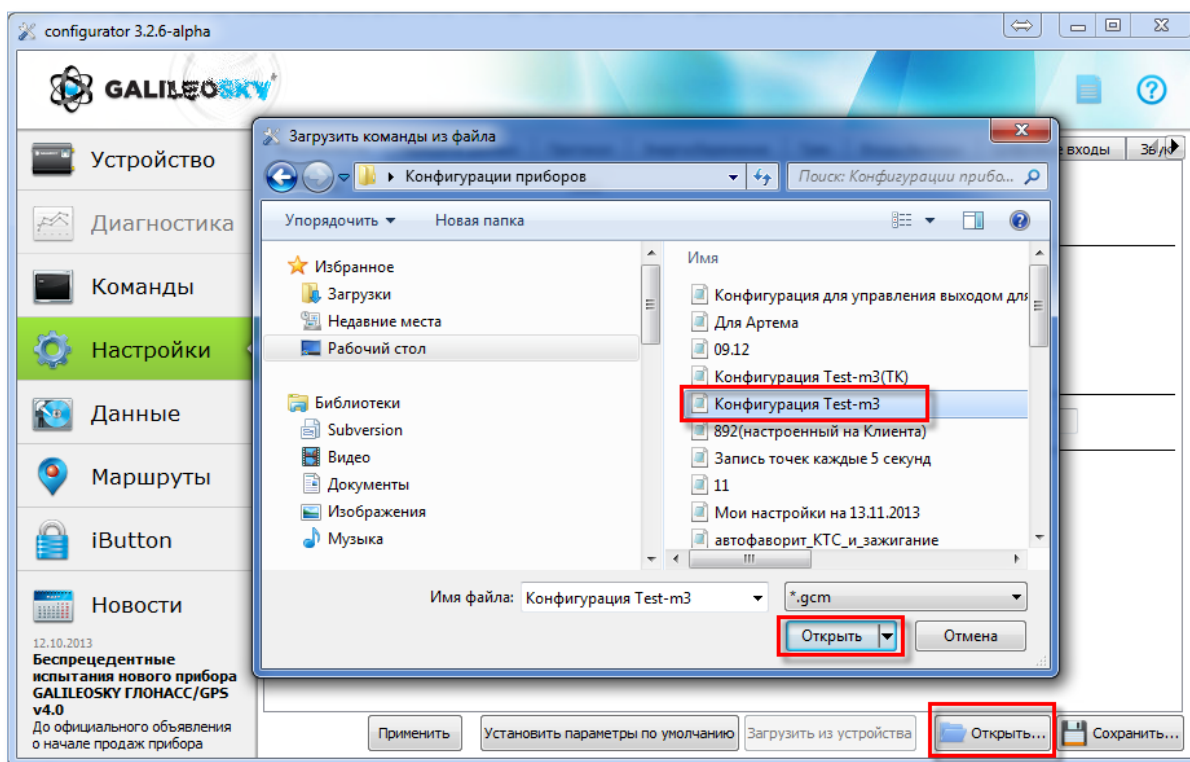 configurator 3.2.6-alpha
GALILEOSKY
Устройство
Диагностика
Команды
Настройки
Данные
Маршруты
iButton
Новости
12.10.2013
Беспрецедентные
испытания нового прибора
GALILEOSKY ГЛОНАСС/GPS
v4.0
До официального объявления
о начале продаж прибора
входы
Загрузить команды из файла
Конфигурации приборов
Поиск: Конфигурации прибо...
Упорядочить
Новая папка
Избранное
Загрузки
Недавние места
Рабочий стол
Библиотеки
Subversion
Видео
Документы
Изображения
Музыка
Имя
Конфигурация для управления выходом для
Для Артема
09.12
Конфигурация Test-m3(ТК)
Конфигурация Test-m3
892(настроенный на Клиента)
Запись точек каждые 5 секунд
11
Мои настройки на 13.11.2013
автофаворит_КТС_и_зажигание
Имя файла: Конфигурация Test-m3
*.gcm
Открыть
Отмена
Применить
Установить параметры по умолчанию
Загрузить из устройства
Открыть...
Сохранить...